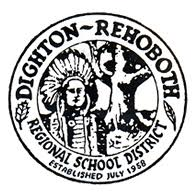 DIGHTON-REHOBOTH
REGIONAL SCHOOL DISTRICT
ESTABLISHED JULY 1958